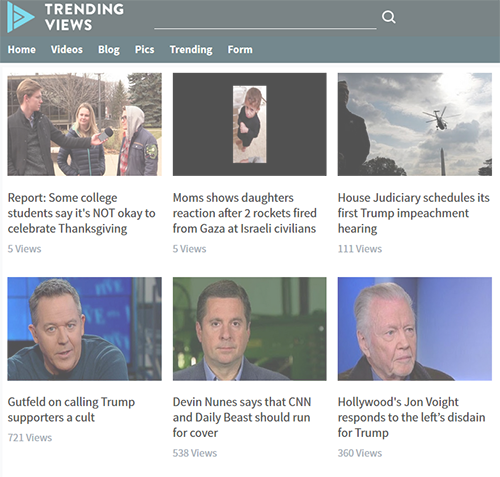 TRENDING
VIEWS
Home Videos Blog Pics Trending Form
Report: Some college
students say it's NOT okay to
celebrate Thanksgiving
5 Views
Moms shows daughters
reaction after 2 rockets fired
from Gaza at Israeli civilians
5 Views
House Judiciary schedules its
first Trump impeachment
hearing
111 Views
Gutfeld on calling Trump
supporters a cult
721 Views
Devin Nunes says that CNN
and Daily Beast should run
for cover
538 Views
Hollywood's Jon Voight
responds to the left's disdain
for Trump
360 Views